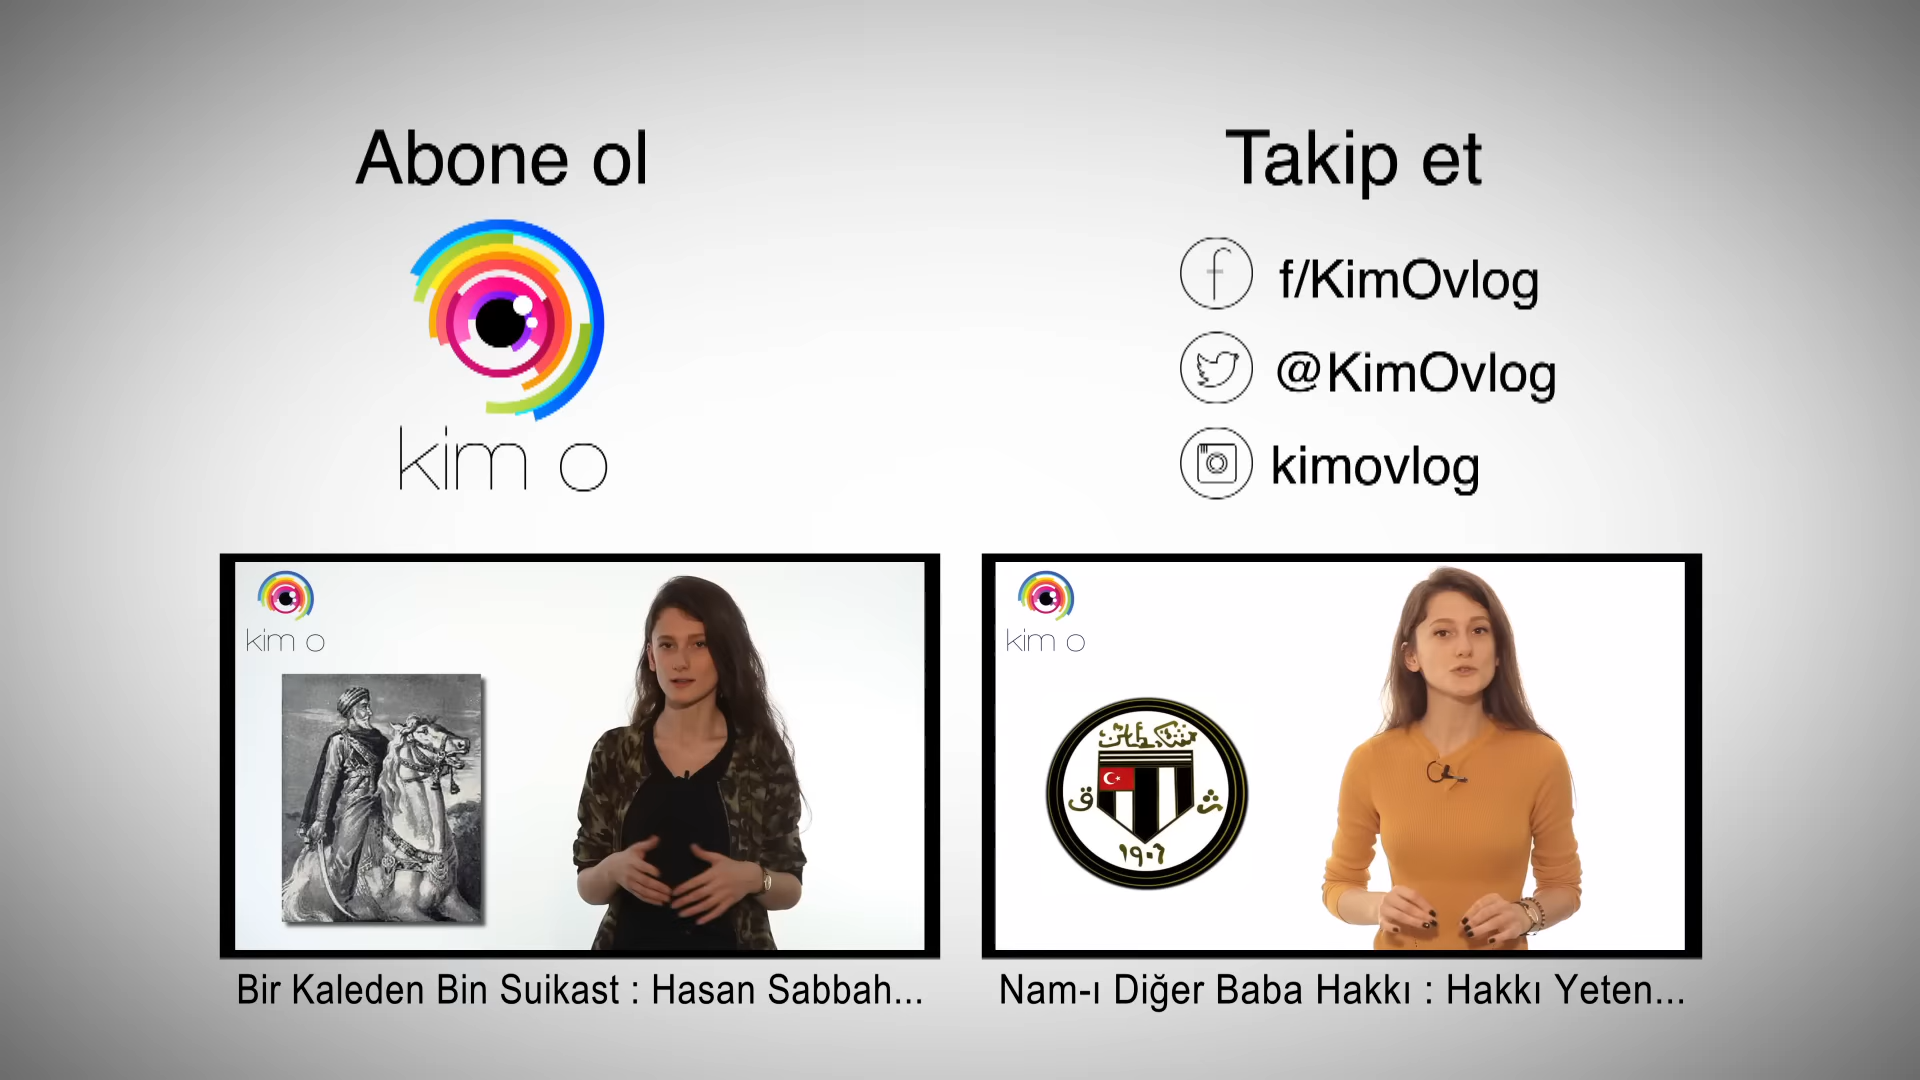 Abone ol
kim o
Takip et
f/KimOvlog
@KimOvlog
kimovlog
kim o
Bir Kaleden Bin Suikast : Hasan Sabbah...
kim o
ق
ش
١٩٠٦
Nam-ı Diğer Baba Hakkı : Hakkı Yeten...